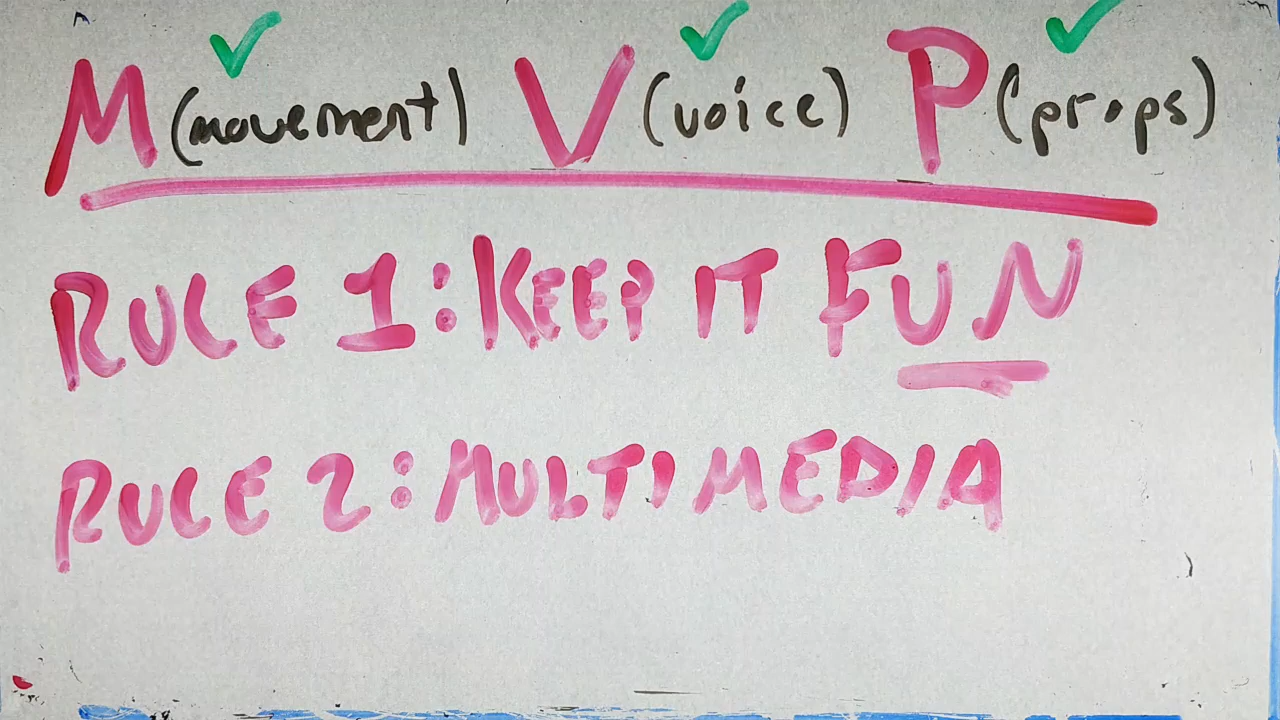 M (movement) V (voice) P (props)
RULE 1: KEEP IT FUN
RULE 2: MULTIMEDIA